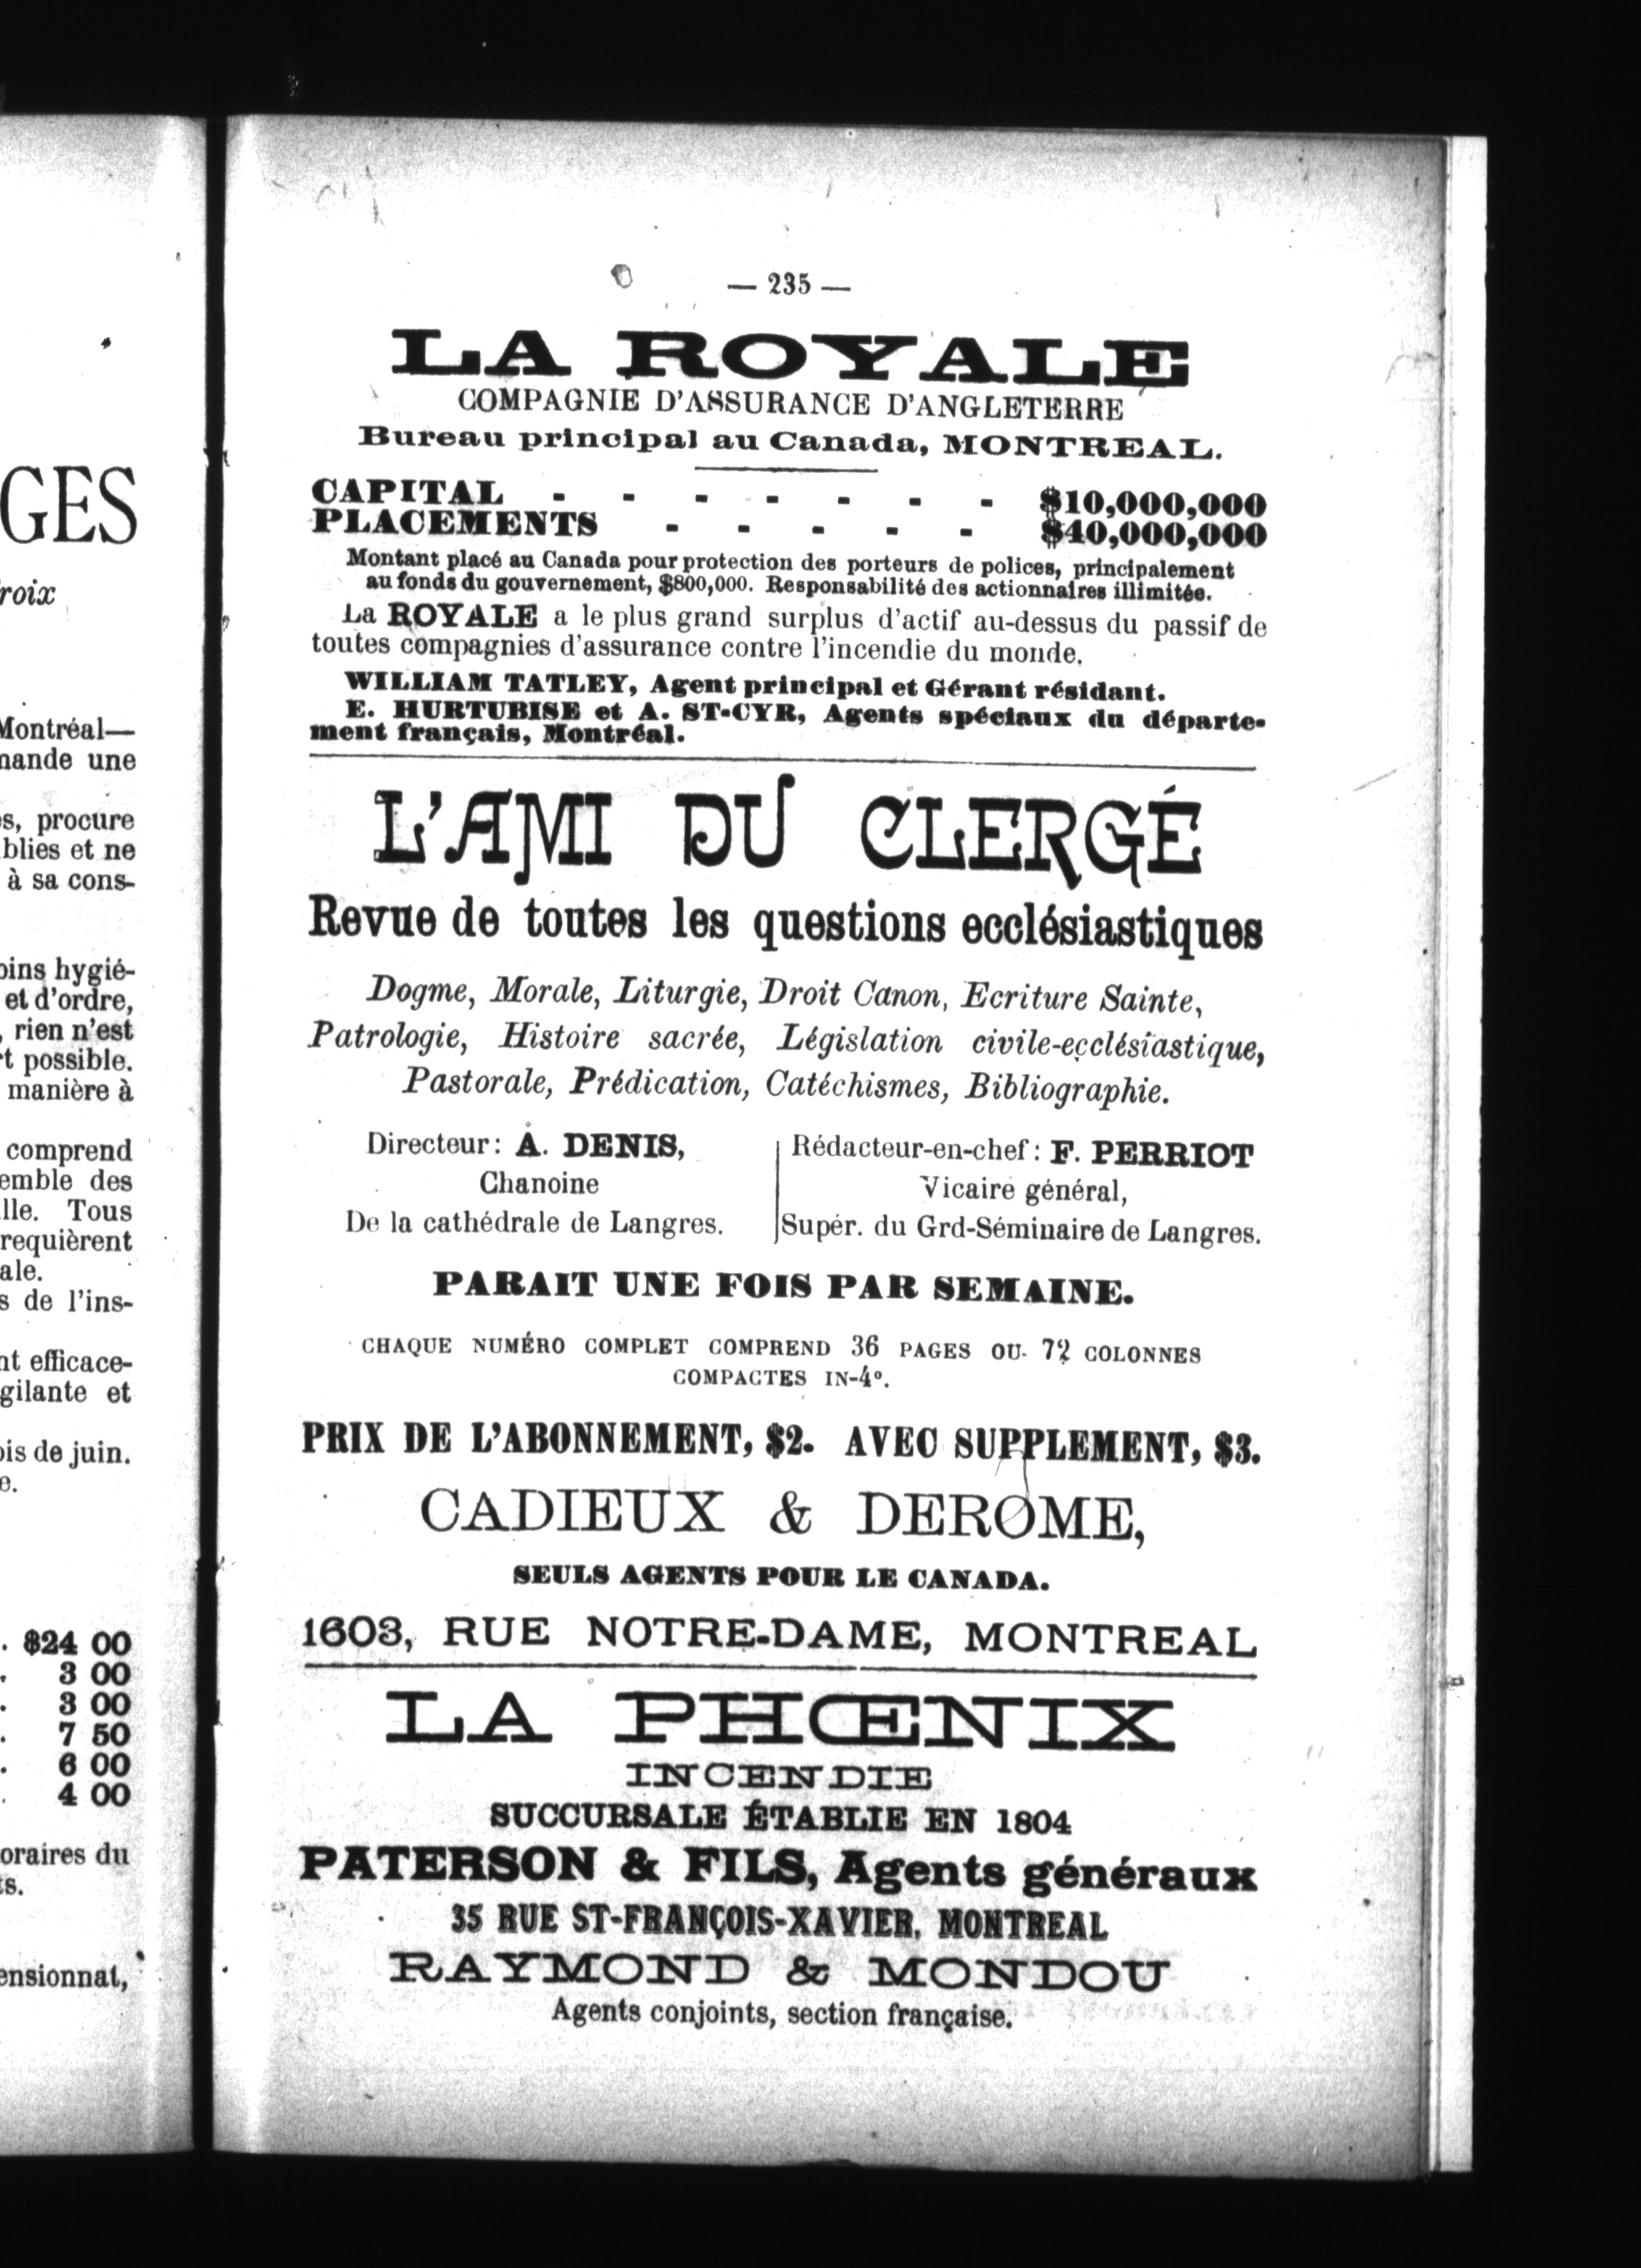 GES
roix
Montréal—
mande une
s, procure
blies et ne
à sa cons-
oins hygié-
et d'ordre,
, rien n'est
t possible.
manière à
comprend
emble des
lle. Tous
requièrent
ale.
s de l'ins-
nt efficace-
gilante et
ois de juin.
e.
. $24 00
. 3 00
. 3 00
. 7 50
. 6 00
. 4 00
oraires du
ts.
ensionnat,
— 235 —
LA ROYALE
COMPAGNIE D'ASSURANCE D'ANGLETERRE
Bureau principal au Canada, MONTREAL.
CAPITAL - - - - - - - $10,000,000
PLACEMENTS - - - - - $40,000,000
Montant placé au Canada pour protection des porteurs de polices, principalement
au fonds du gouvernement, $800,000. Responsabilité des actionnaires illimitée.
La ROYALE a le plus grand surplus d'actif au-dessus du passif de
toutes compagnies d'assurance contre l'incendie du monde.
WILLIAM TATLEY, Agent principal et Gérant résidant.
E. HURTUBISE et A. ST-CYR, Agents spéciaux du départe-
ment français, Montréal.
L'AMI DU CLERGÉ
Revue de toutes les questions ecclésiastiques
Dogme, Morale, Liturgie, Droit Canon, Ecriture Sainte,
Patrologie, Histoire sacrée, Législation civile-ecclésiastique,
Pastorale, Prédication, Catéchismes, Bibliographie.
Directeur: A. DENIS,
Chanoine
De la cathédrale de Langres.
Rédacteur-en-chef: F. PERRIOT
Vicaire général,
Supér. du Grd-Séminaire de Langres.
PARAIT UNE FOIS PAR SEMAINE.
CHAQUE NUMÉRO COMPLET COMPREND 36 PAGES OU 72 COLONNES
COMPACTES IN-4º.
PRIX DE L'ABONNEMENT, $2. AVEC SUPPLEMENT, $3.
CADIEUX & DEROME,
SEULS AGENTS POUR LE CANADA.
1603, RUE NOTRE-DAME, MONTREAL
LA PHŒNIX
INCENDIE
SUCCURSALE ÉTABLIE EN 1804
PATERSON & FILS, Agents généraux
35 RUE ST-FRANÇOIS-XAVIER, MONTREAL
RAYMOND & MONDOU
Agents conjoints, section française.